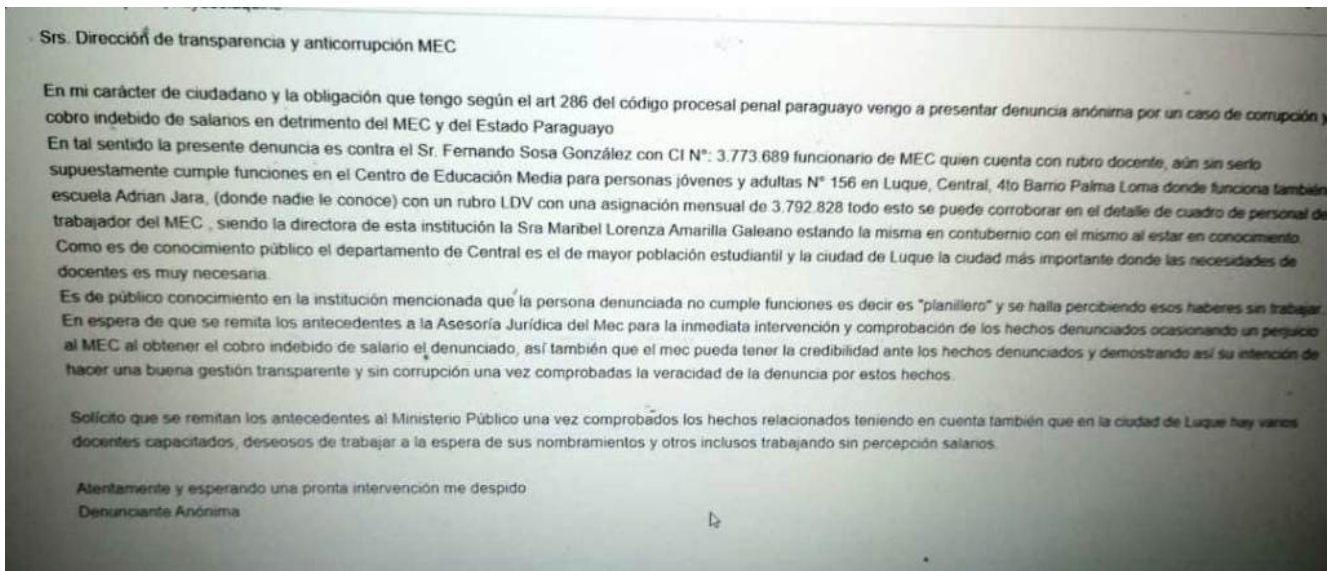 Srs. Dirección de transparencia y anticorrupción MEC
En mi carácter de ciudadano y la obligación que tengo según el art 286 del código procesal penal paraguayo vengo a presentar denuncia anónima por un caso de corrupción y
cobro indebido de salarios en detrimento del MEC y del Estado Paraguayo
En tal sentido la presente denuncia es contra el Sr. Fernando Sosa González con CI N°: 3.773.689 funcionario de MEC quien cuenta con rubro docente, aún sin serlo
supuestamente cumple funciones en el Centro de Educación Media para personas jóvenes y adultas N° 156 en Luque, Central, 4to Barrio Palma Loma donde funciona también
escuela Adrian Jara, (donde nadie le conoce) con un rubro LDV con una asignación mensual de 3.792.828 todo esto se puede corroborar en el detalle de cuadro de personal de
trabajador del MEC , siendo la directora de esta institución la Sra Maribel Lorenza Amarilla Galeano estando la misma en contubernio con el mismo al estar en conocimiento.
Como es de conocimiento público el departamento de Central es el de mayor población estudiantil y la ciudad de Luque la ciudad más importante donde las necesidades de
docentes es muy necesaria.
Es de público conocimiento en la institución mencionada que la persona denunciada no cumple funciones es decir es "planillero" y se halla percibiendo esos haberes sin trabajar.
En espera de que se remita los antecedentes a la Asesoría Jurídica del Mec para la inmediata intervención y comprobación de los hechos denunciados ocasionando un perjuicio
al MEC al obtener el cobro indebido de salario el denunciado, así también que el mec pueda tener la credibilidad ante los hechos denunciados y demostrando así su intención de
hacer una buena gestión transparente y sin corrupción una vez comprobadas la veracidad de la denuncia por estos hechos.
Solícito que se remitan los antecedentes al Ministerio Público una vez comprobados los hechos relacionados teniendo en cuenta también que en la ciudad de Luque hay varios
docentes capacitados, deseosos de trabajar a la espera de sus nombramientos y otros inclusos trabajando sin percepción salarios.
Atentamente y esperando una pronta intervención me despido
Denunciante Anónima